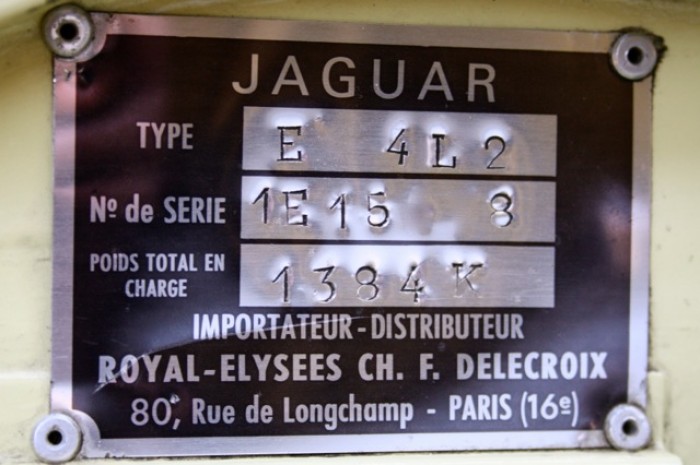 JAGUAR
TYPE E 4L2
Nº de SERIE 1E15 8
POIDS TOTAL EN
CHARGE 1384K
IMPORTATEUR-DISTRIBUTEUR
ROYAL-ELYSEES CH. F. DELECROIX
80, Rue de Longchamp - PARIS (16e)